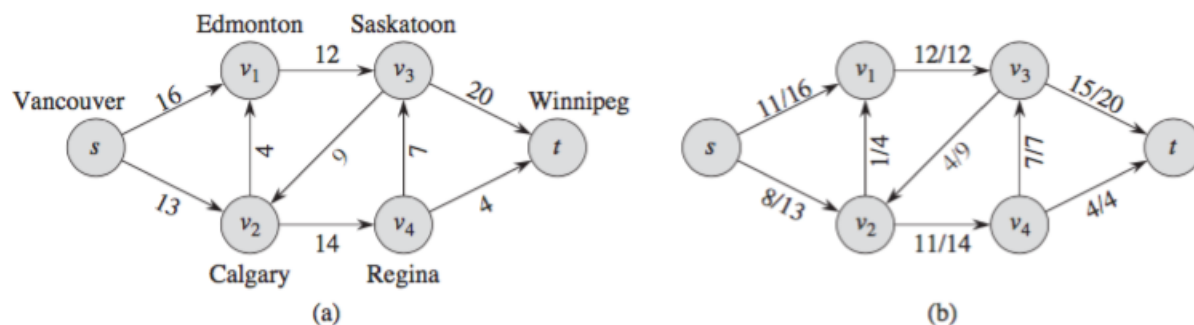 Edmonton Saskatoon
v1 12 v3 v1 12/12 v3
Vancouver 16 20 Winnipeg 11/16 15/20
s 4 9 7 t s 1/4 4/9 7/7 t
13 4 8/13 4/4
v2 14 v4 v2 11/14 v4
Calgary Regina
(a) (b)